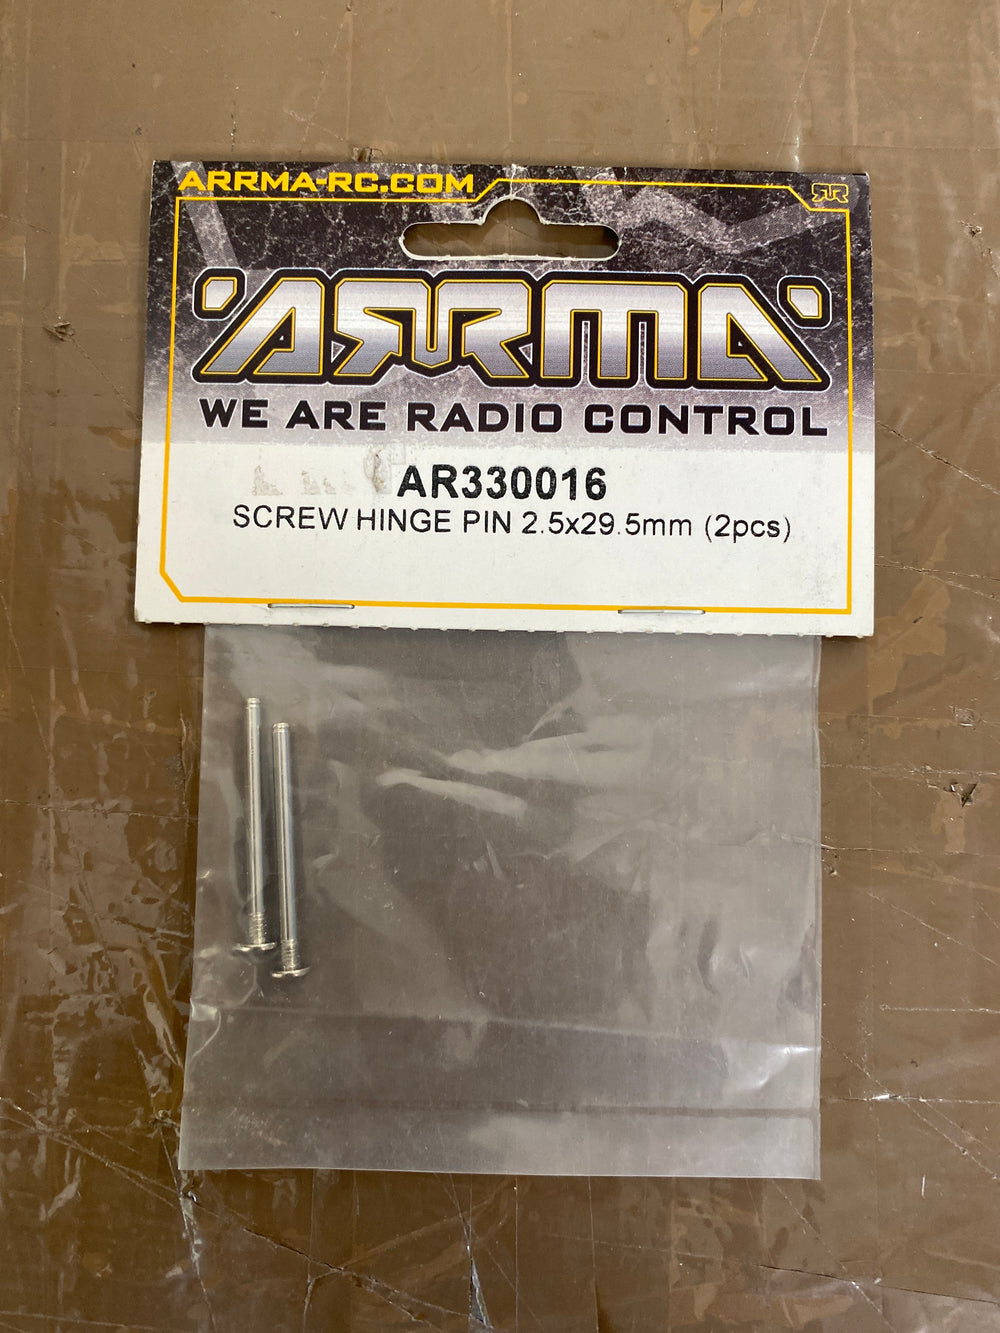 ARRMA-RC.COM
ARRMA
WE ARE RADIO CONTROL
AR330016
SCREW HINGE PIN 2.5x29.5mm (2pcs)